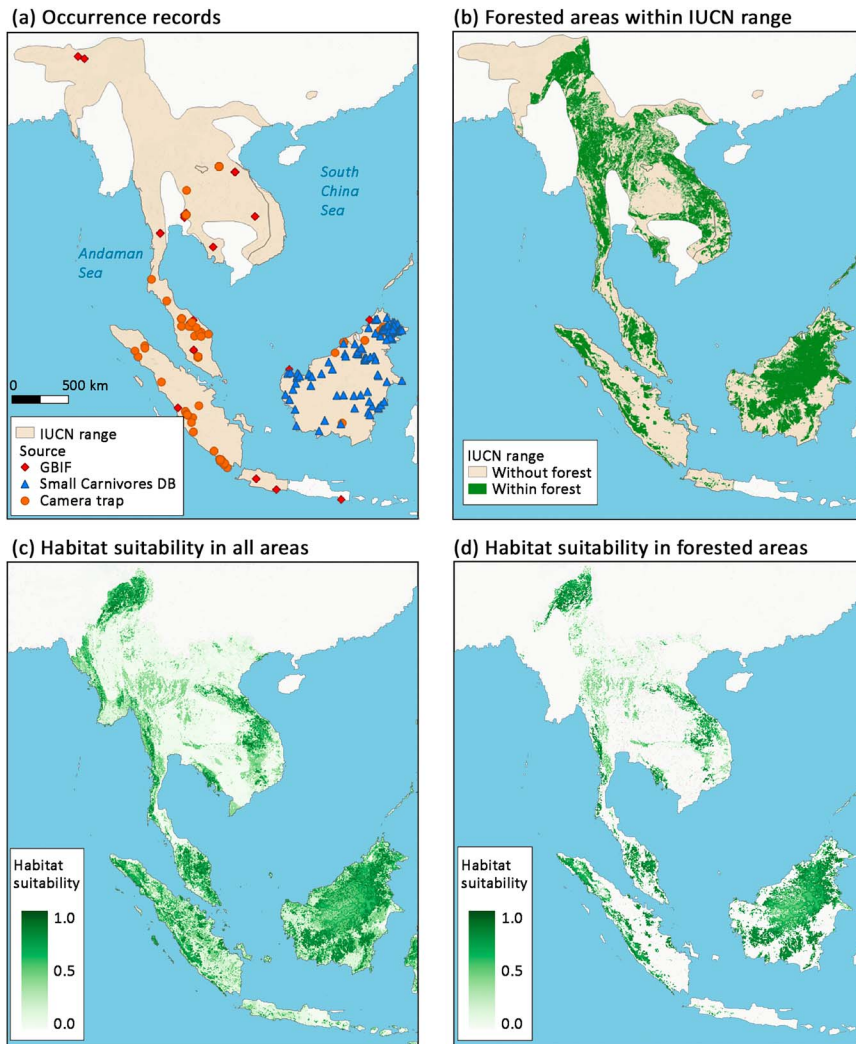 (a) Occurrence records
South
China
Sea
Andaman
Sea
0 500 km
IUCN range
Source
GBIF
Small Carnivores DB
Camera trap
(b) Forested areas within IUCN range
IUCN range
Without forest
Within forest
(c) Habitat suitability in all areas
Habitat
suitability
1.0
0.5
0.0
(d) Habitat suitability in forested areas
Habitat
suitability
1.0
0.5
0.0